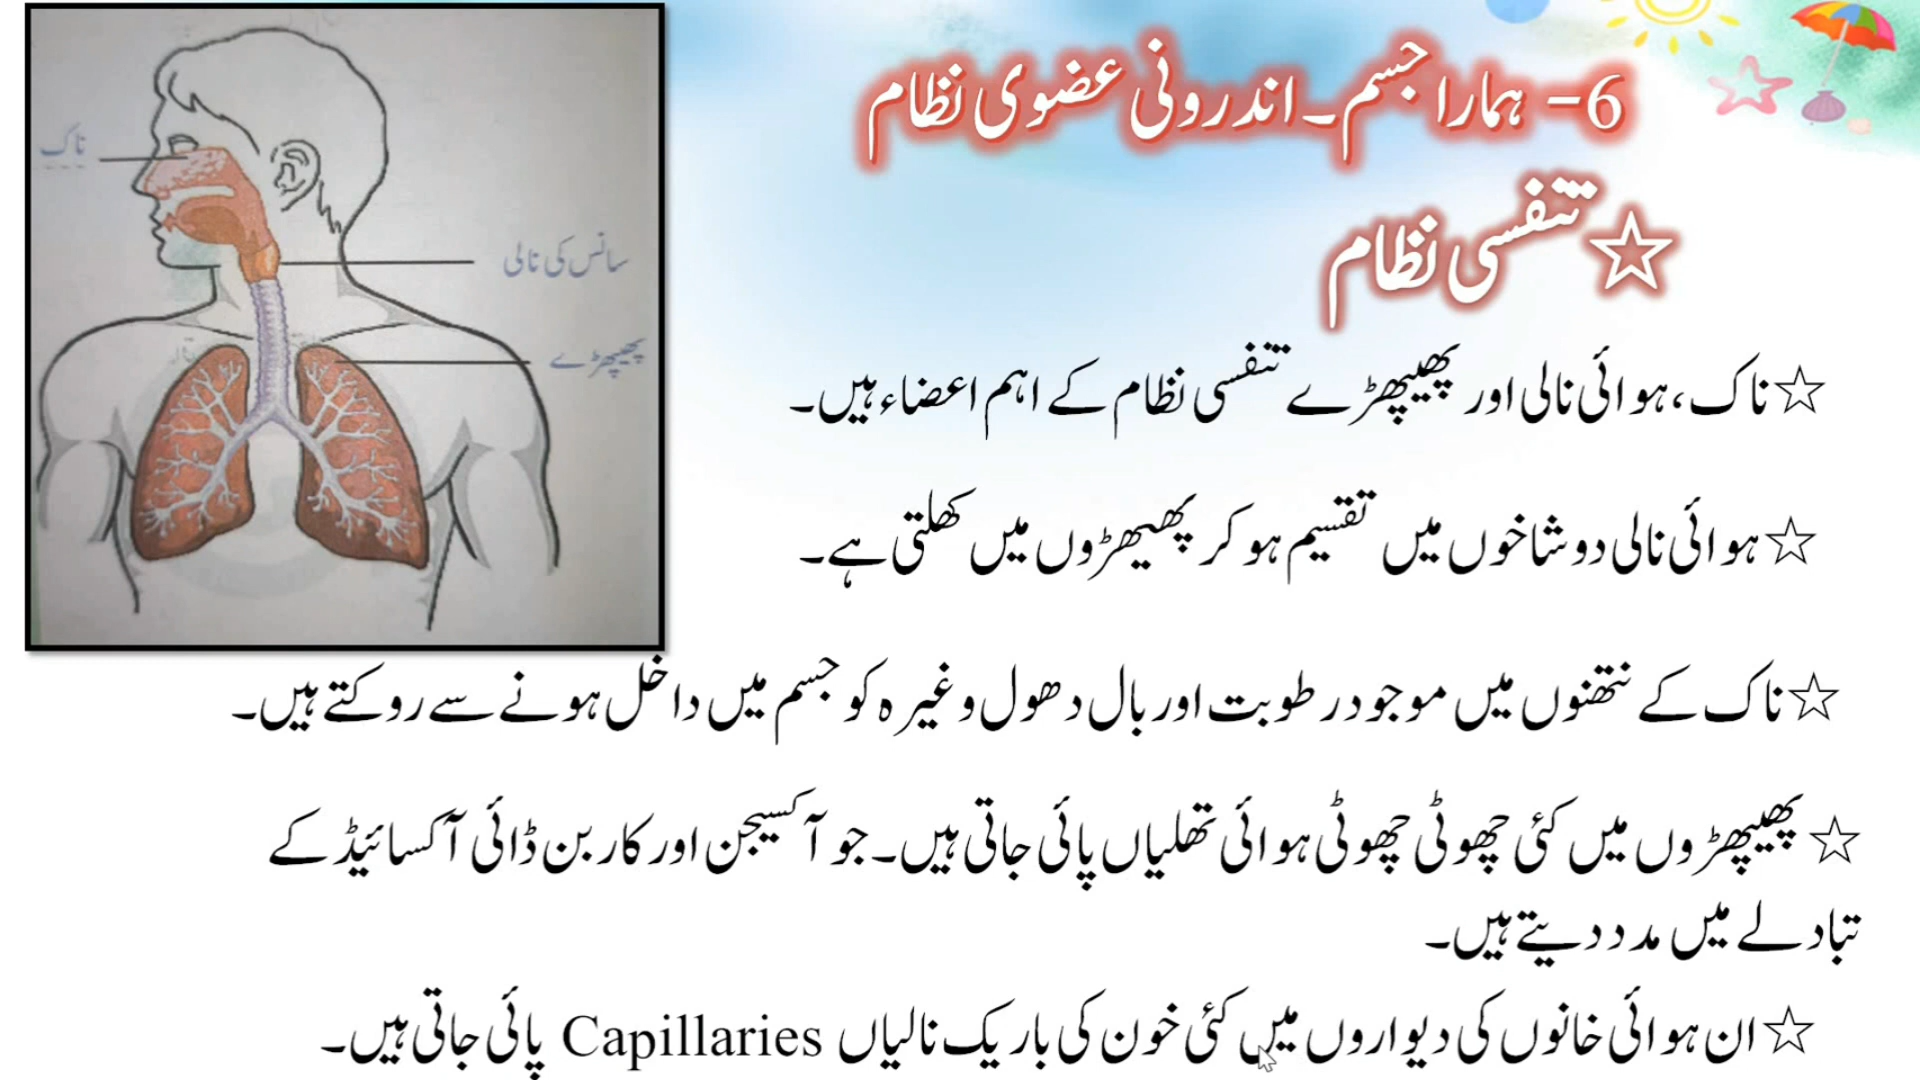 6- ہمارا جسم۔ اندرونی عضوی نظام
☆ تنفسی نظام
ناک
سانس کی نالی
پھیپھڑے
☆ ناک، ہوائی نالی اور پھیپھڑے تنفسی نظام کے اہم اعضاء ہیں۔
☆ ہوائی نالی دو شاخوں میں تقسیم ہو کر پھیھڑوں میں کھلتی ہے۔
☆ ناک کے نتھنوں میں موجود رطوبت اور بال دھول وغیرہ کو جسم میں داخل ہونے سے روکتے ہیں۔
☆ پھیپھڑوں میں کئی چھوٹی چھوٹی ہوائی تھلیاں پائی جاتی ہیں۔ جو آکسیجن اور کاربن ڈائی آکسائیڈ کے
تبادلے میں مدد دیتے ہیں۔
☆ ان ہوائی خانوں کی دیواروں میں کئی خون کی باریک نالیاں Capillaries پائی جاتی ہیں۔